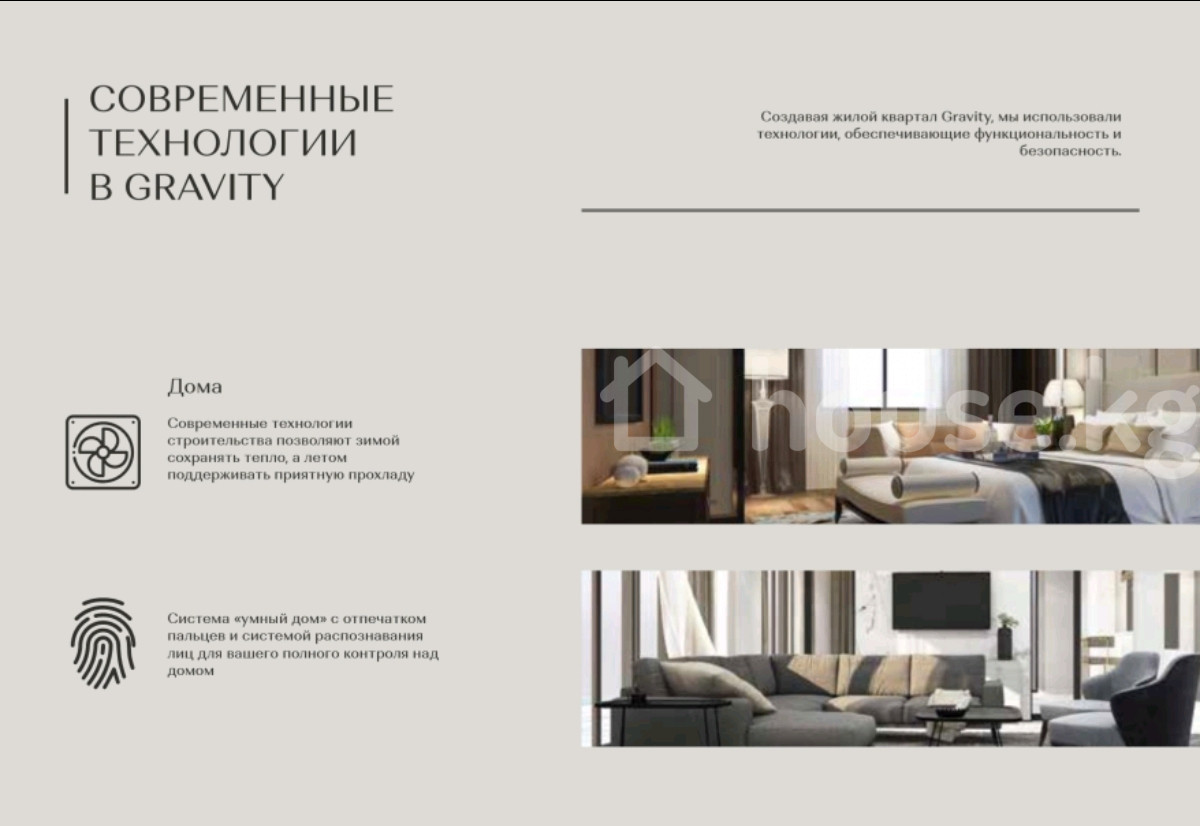 СОВРЕМЕННЫЕ
ТЕХНОЛОГИИ
В GRAVITY
Создавая жилой квартал Gravity, мы использовали
технологии, обеспечивающие функциональность и
безопасность.
Дома
Современные технологии
строительства позволяют зимой
сохранять тепло, а летом
поддерживать приятную прохладу
Система «умный дом» с отпечатком
пальцев и системой распознавания
лиц для вашего полного контроля над
домом
house.kg